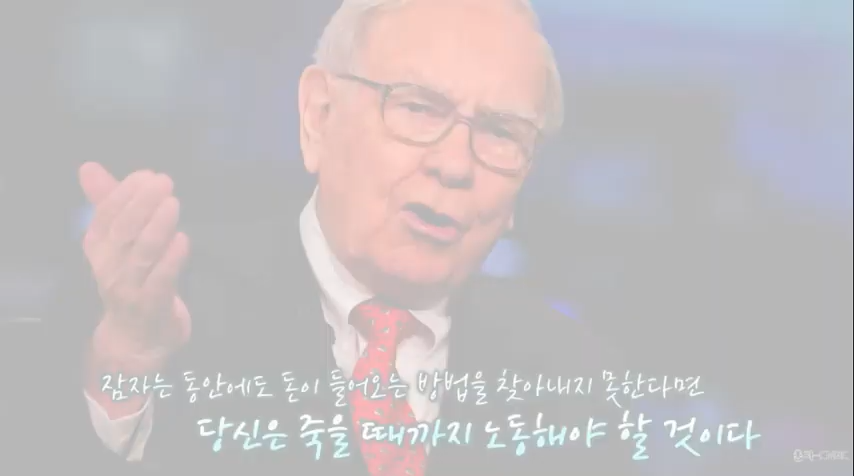 잠자는 동안에도 돈이 들어오는 방법을 찾아내지 못한다면
당신은 죽을 때까지 노동해야 할 것이다